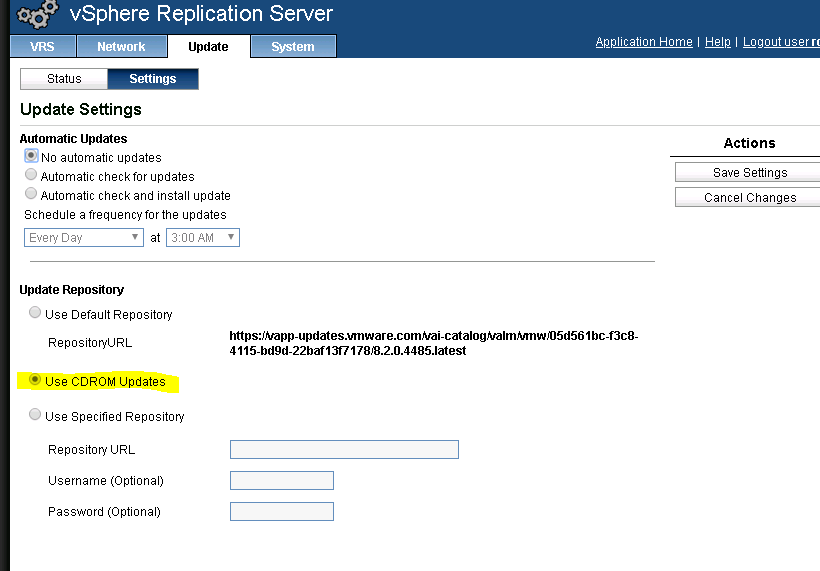 vSphere Replication Server
VRS Network Update System
Application Home | Help | Logout user ro
Status Settings
Update Settings
Automatic Updates
No automatic updates
Automatic check for updates
Automatic check and install update
Schedule a frequency for the updates
Every Day at 3:00 AM
Actions
Save Settings
Cancel Changes
Update Repository
Use Default Repository
RepositoryURL
https://vapp-updates.vmware.com/vai-catalog/valm/vmw/05d561bc-f3c8-
4115-bd9d-22baf13f7178/8.2.0.4485.latest
Use CDROM Updates
Use Specified Repository
Repository URL
Username (Optional)
Password (Optional)